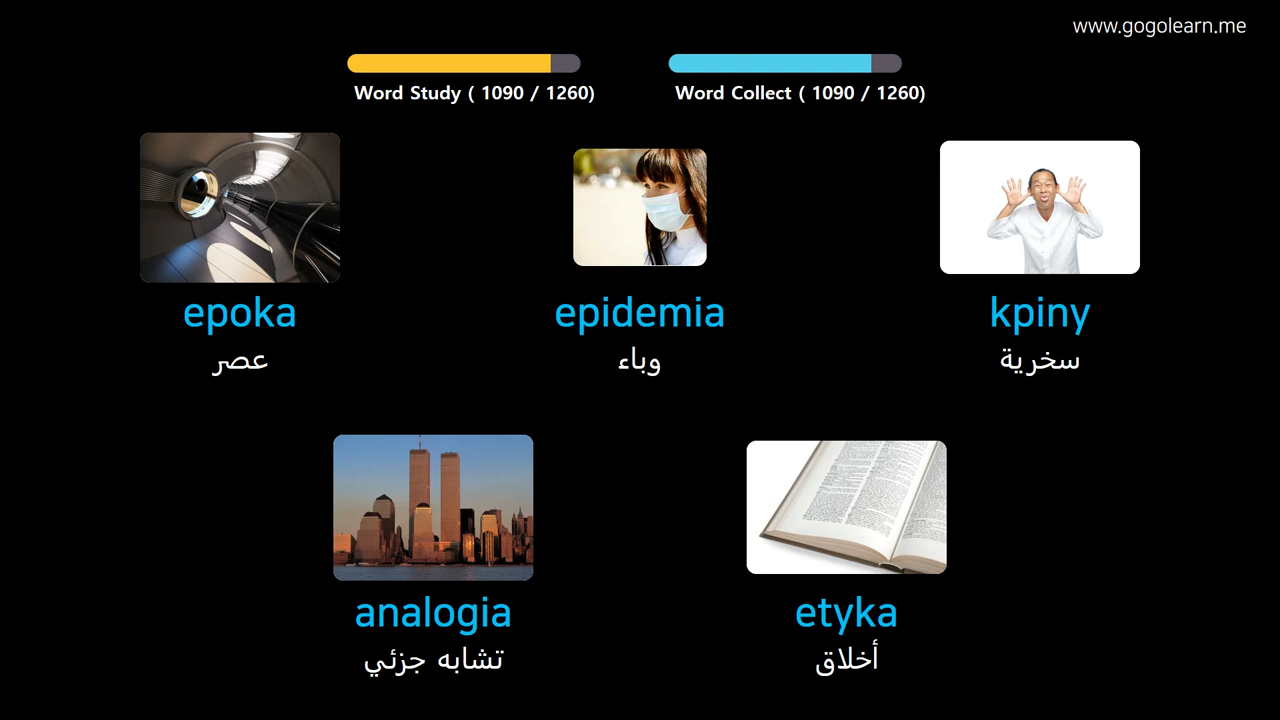 www.gogolearn.me
Word Study ( 1090 / 1260)
Word Collect ( 1090 / 1260)
epoka
عصر
epidemia
وباء
kpiny
سخرية
analogia
تشابه جزئي
etyka
أخلاق